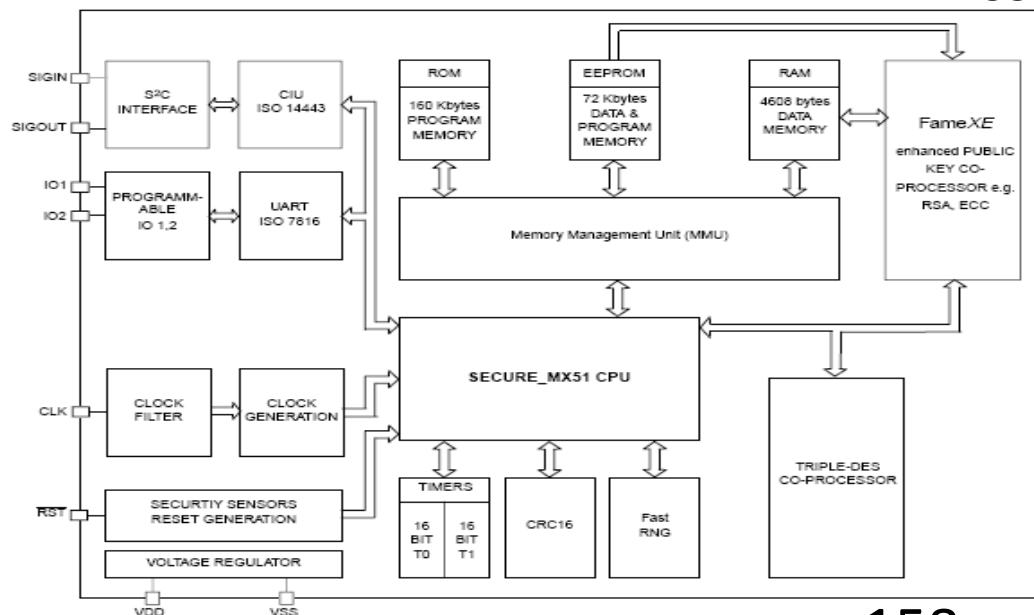 SIGIN
SIGOUT
S²C
INTERFACE
CIU
ISO 14443
IO1
IO2
PROGRAMM-
ABLE
IO 1,2
UART
ISO 7816
ROM
160 Kbytes
PROGRAM
MEMORY
EEPROM
72 Kbytes
DATA &
PROGRAM
MEMORY
RAM
4608 bytes
DATA
MEMORY
FameXE
enhanced PUBLIC
KEY CO-
PROCESSOR e.g.
RSA, ECC
Memory Management Unit (MMU)
SECURE_MX51 CPU
CLK
CLOCK
FILTER
CLOCK
GENERATION
RST
SECURTIY SENSORS
RESET GENERATION
VOLTAGE REGULATOR
VDD
VSS
TIMERS
16
BIT
T0
16
BIT
T1
CRC16
Fast
RNG
TRIPLE-DES
CO-PROCESSOR